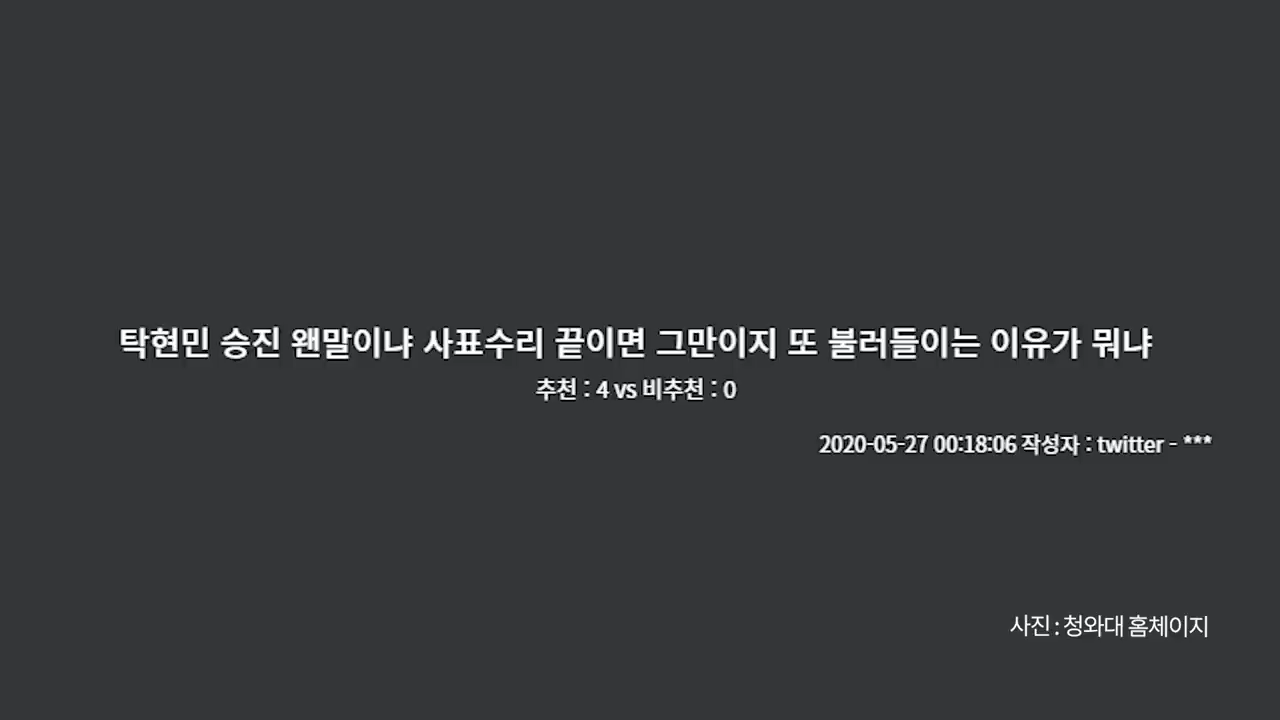 탁현민 승진 왠말이냐 사표수리 끝이면 그만이지 또 불러들이는 이유가 뭐냐
추천 : 4 vs 비추천 : 0
2020-05-27 00:18:06 작성자 : twitter - ***
사진 : 청와대 홈체이지